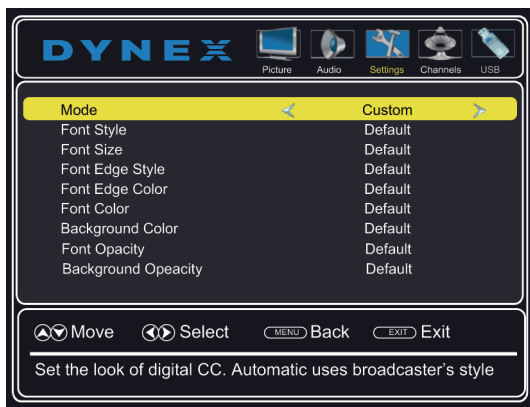 DYNEX
Picture Audio Settings Channels USB
Mode Custom
Font Style Default
Font Size Default
Font Edge Style Default
Font Edge Color Default
Font Color Default
Background Color Default
Font Opacity Default
Background Opeacity Default
Move Select MENU Back EXIT Exit
Set the look of digital CC. Automatic uses broadcaster's style